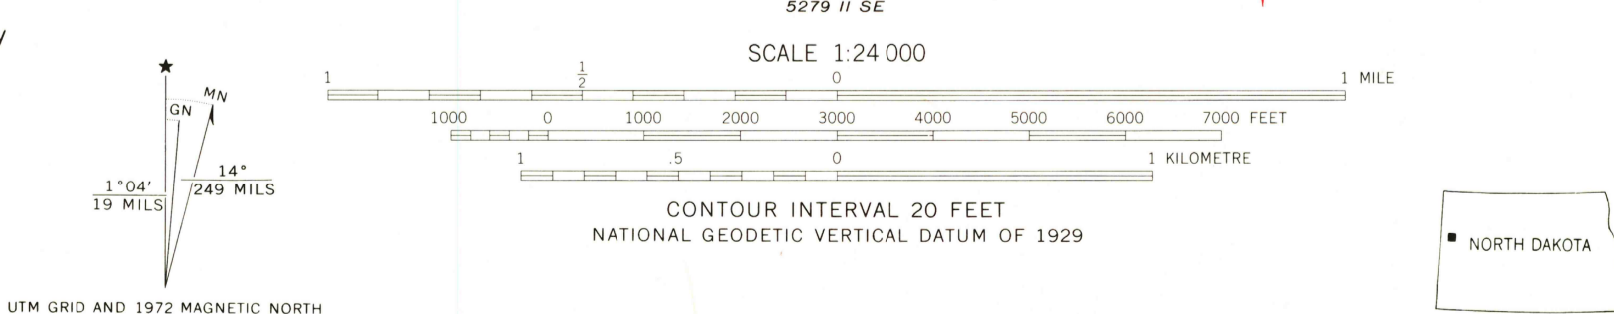 5279 II SE
SCALE 1:24 000
1 1/2 0 1 MILE
1000 0 1000 2000 3000 4000 5000 6000 7000 FEET
1 .5 0 1 KILOMETRE
CONTOUR INTERVAL 20 FEET
NATIONAL GEODETIC VERTICAL DATUM OF 1929
★
MN
GN
14°
249 MILS
1°04'
19 MILS
UTM GRID AND 1972 MAGNETIC NORTH
NORTH DAKOTA